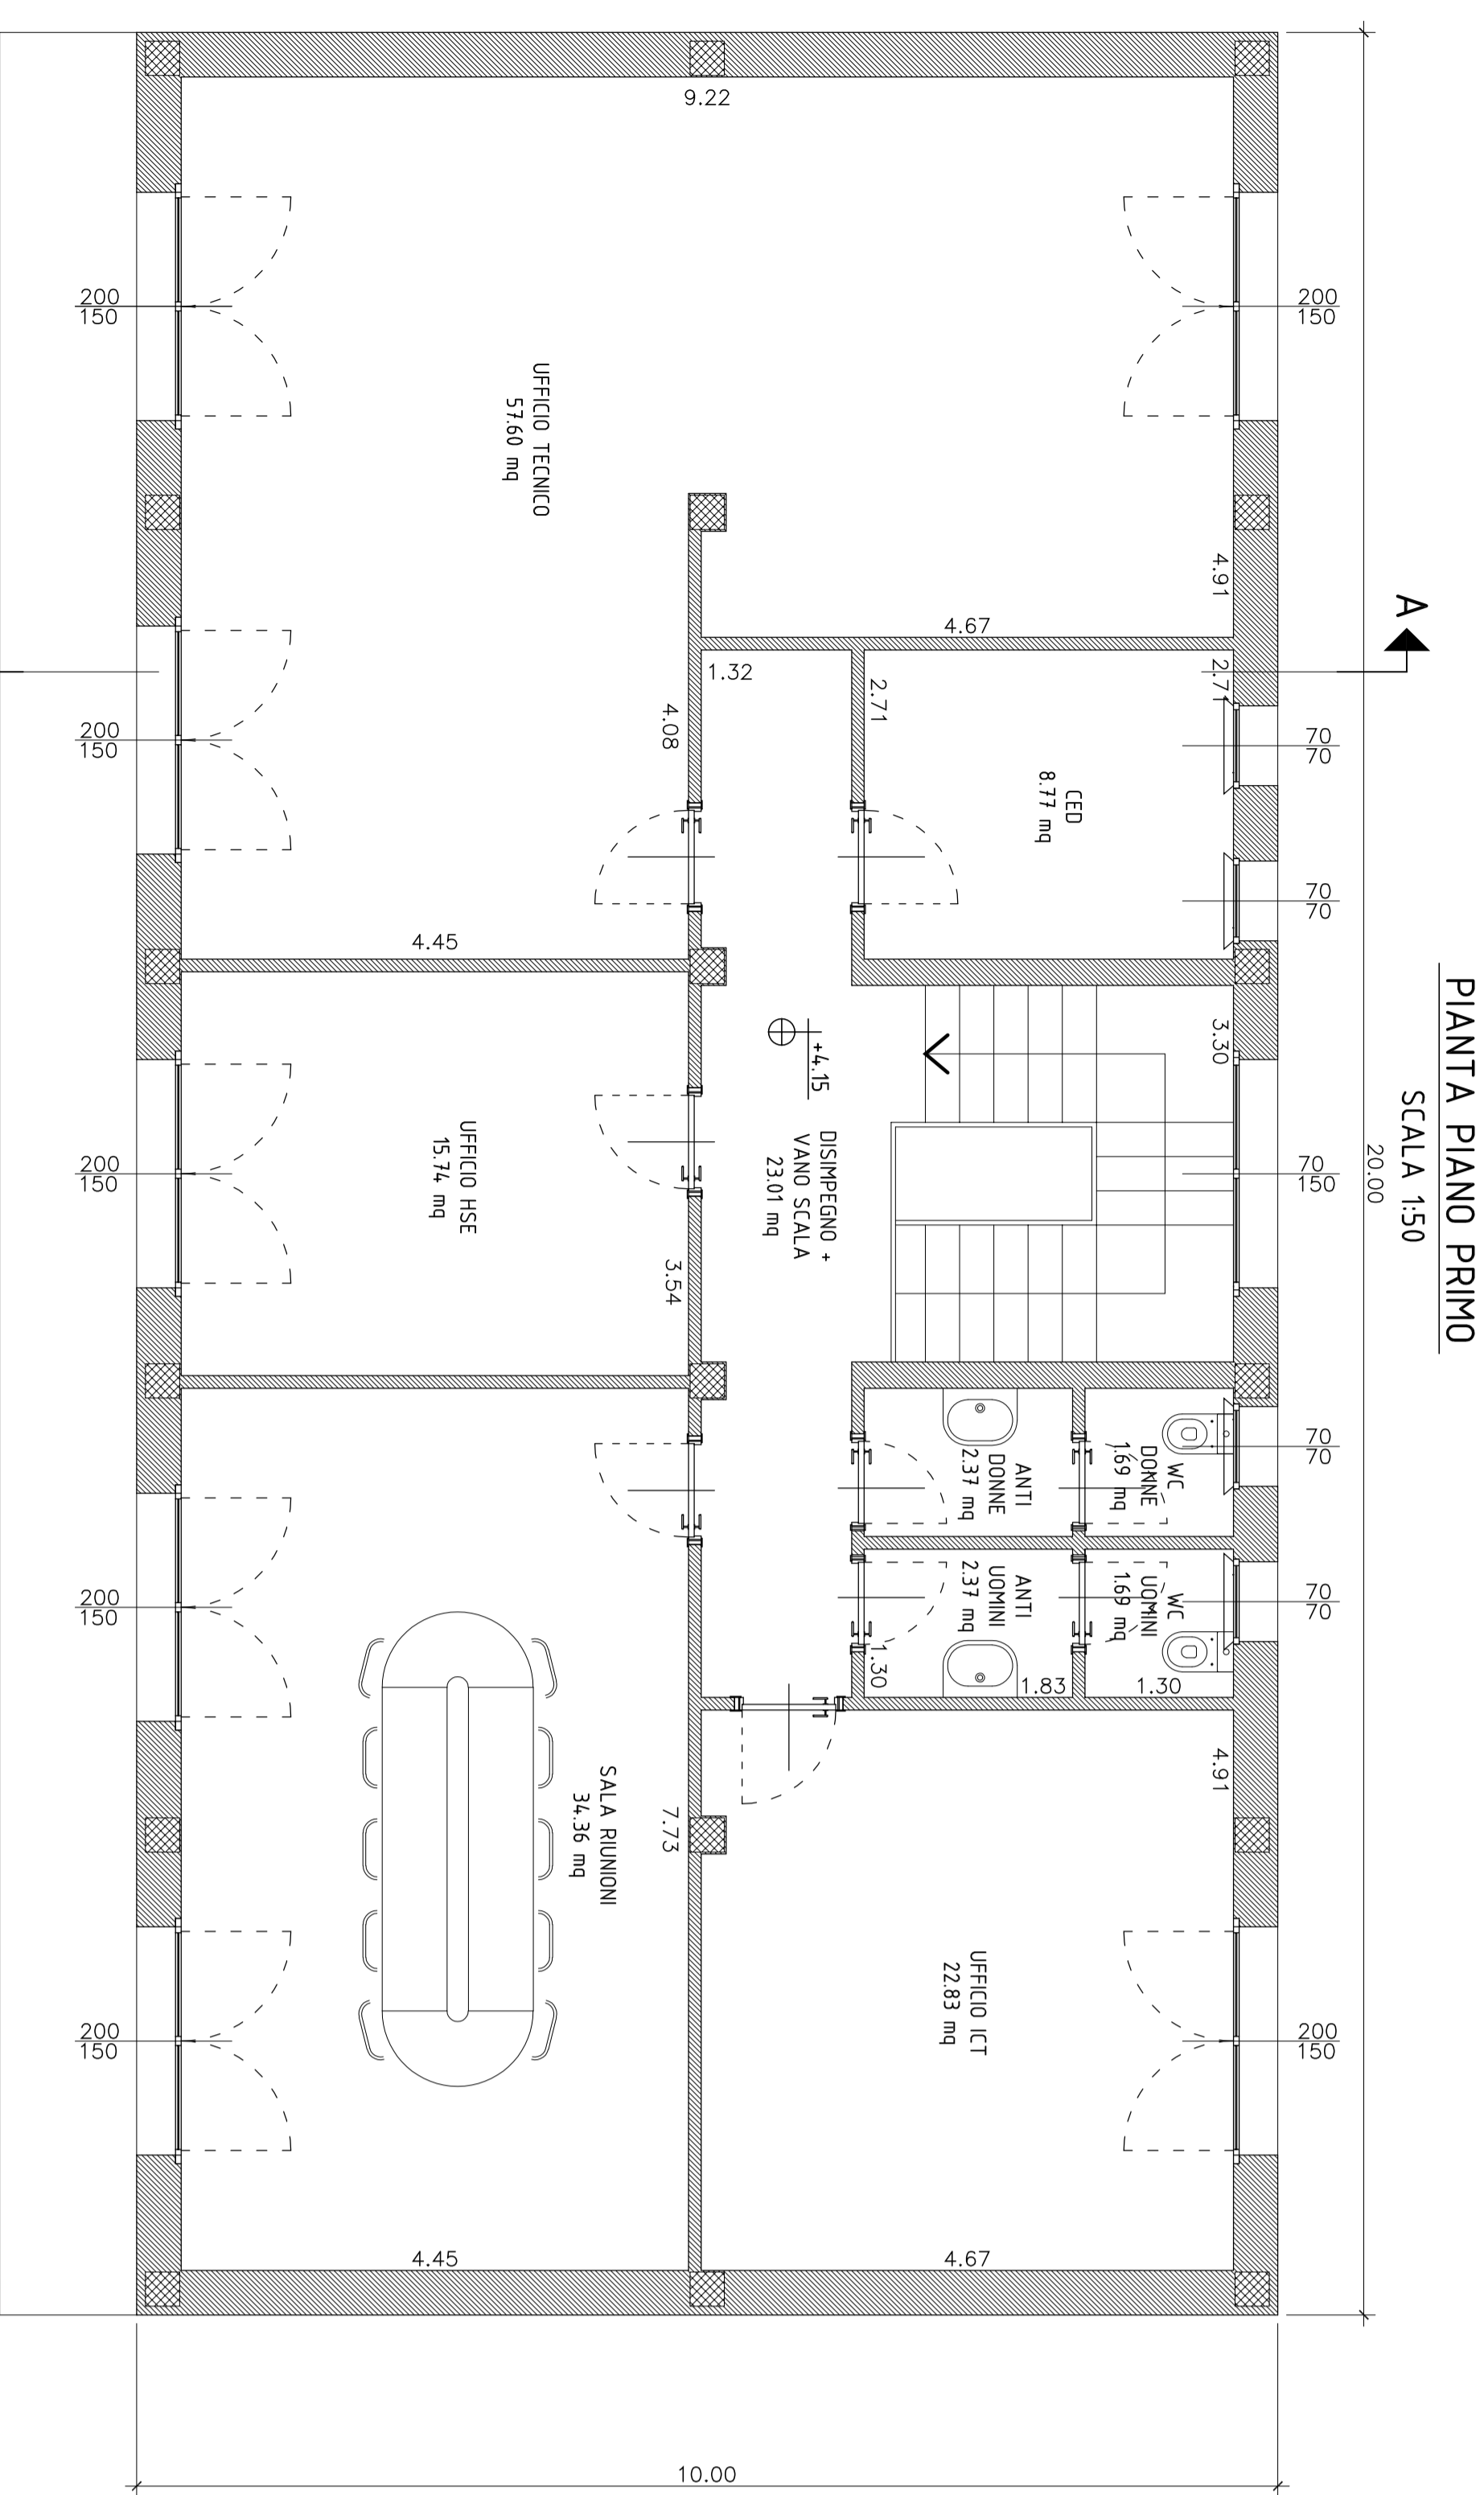 PIANTA PIANO PRIMO
SCALA 1:50
20.00
A
200
150
70
70
70
70
70
150
70
70
70
70
200
150
9.22
4.91
4.67
UFFICIO TECNICO
57.60 mq
1.32
2.71
2.71
4.08
CED
8.77 mq
4.45
3.30
+4.15
DISIMPEGNO +
VANO SCALA
23.01 mq
UFFICIO HSE
15.74 mq
3.54
ANTI
DONNE
2.37 mq
WC
DONNE
1.69 mq
ANTI
UOMINI
2.37 mq
WC
UOMINI
1.69 mq
1.30
1.83
1.30
4.91
SALA RIUNIONI
34.36 mq
7.73
UFFICIO ICT
22.83 mq
4.45
4.67
200
150
200
150
200
150
200
150
200
150
10.00